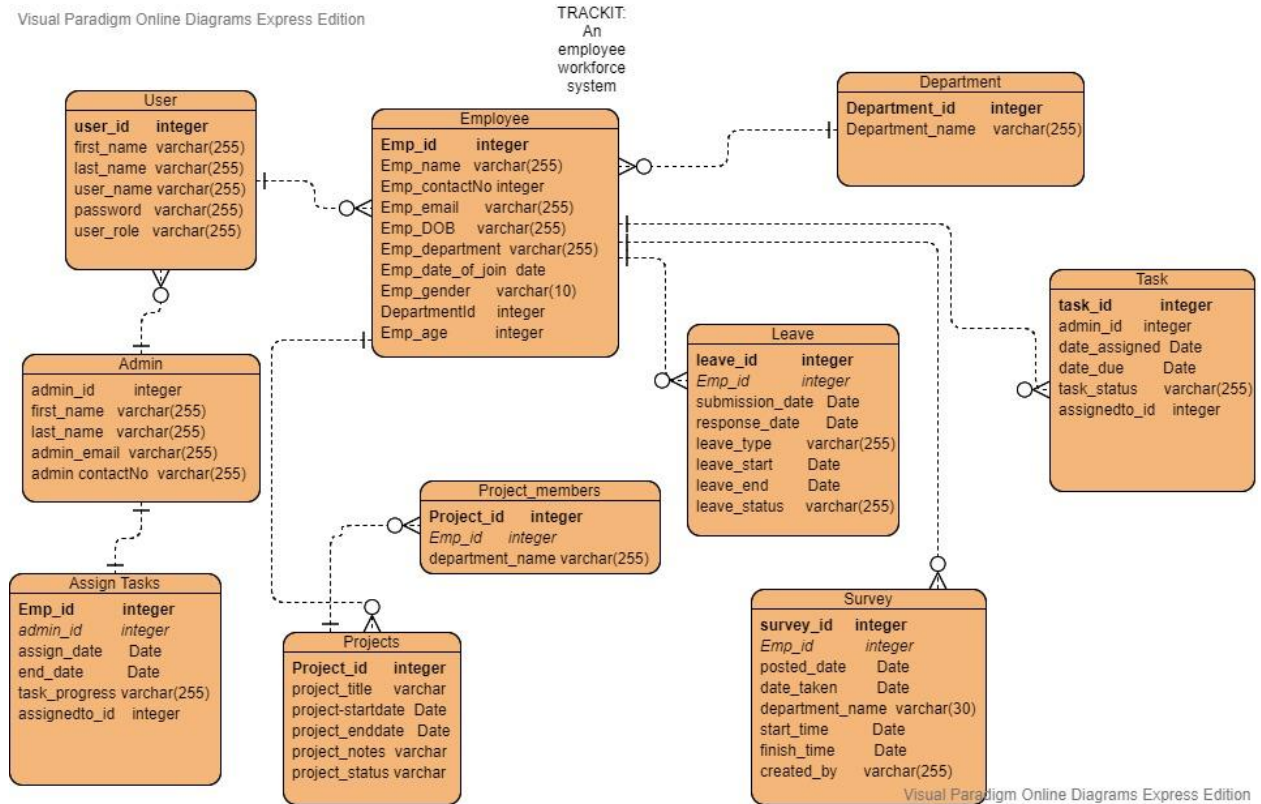 Visual Paradigm Online Diagrams Express Edition
TRACKIT:
An
employee
workforce
system
User
user_id integer
first_name varchar(255)
last_name varchar(255)
user_name varchar(255)
password varchar(255)
user_role varchar(255)
Employee
Emp_id integer
Emp_name varchar(255)
Emp_contactNo integer
Emp_email varchar(255)
Emp_DOB varchar(255)
Emp_department varchar(255)
Emp_date_of_join date
Emp_gender varchar(10)
DepartmentId integer
Emp_age integer
Department
Department_id integer
Department_name varchar(255)
Task
task_id integer
admin_id integer
date_assigned Date
date_due Date
task_status varchar(255)
assignedto_id integer
Admin
admin_id integer
first_name varchar(255)
last_name varchar(255)
admin_email varchar(255)
admin contactNo varchar(255)
Leave
leave_id integer
Emp_id integer
submission_date Date
response_date Date
leave_type varchar(255)
leave_start Date
leave_end Date
leave_status varchar(255)
Project_members
Project_id integer
Emp_id integer
department_name varchar(255)
Assign Tasks
Emp_id integer
admin_id integer
assign_date Date
end_date Date
task_progress varchar(255)
assignedto_id integer
Projects
Project_id integer
project_title varchar
project-startdate Date
project_enddate Date
project_notes varchar
project_status varchar
Survey
survey_id integer
Emp_id integer
posted_date Date
date_taken Date
department_name varchar(30)
start_time Date
finish_time Date
created_by varchar(255)
Visual Paradigm Online Diagrams Express Edition